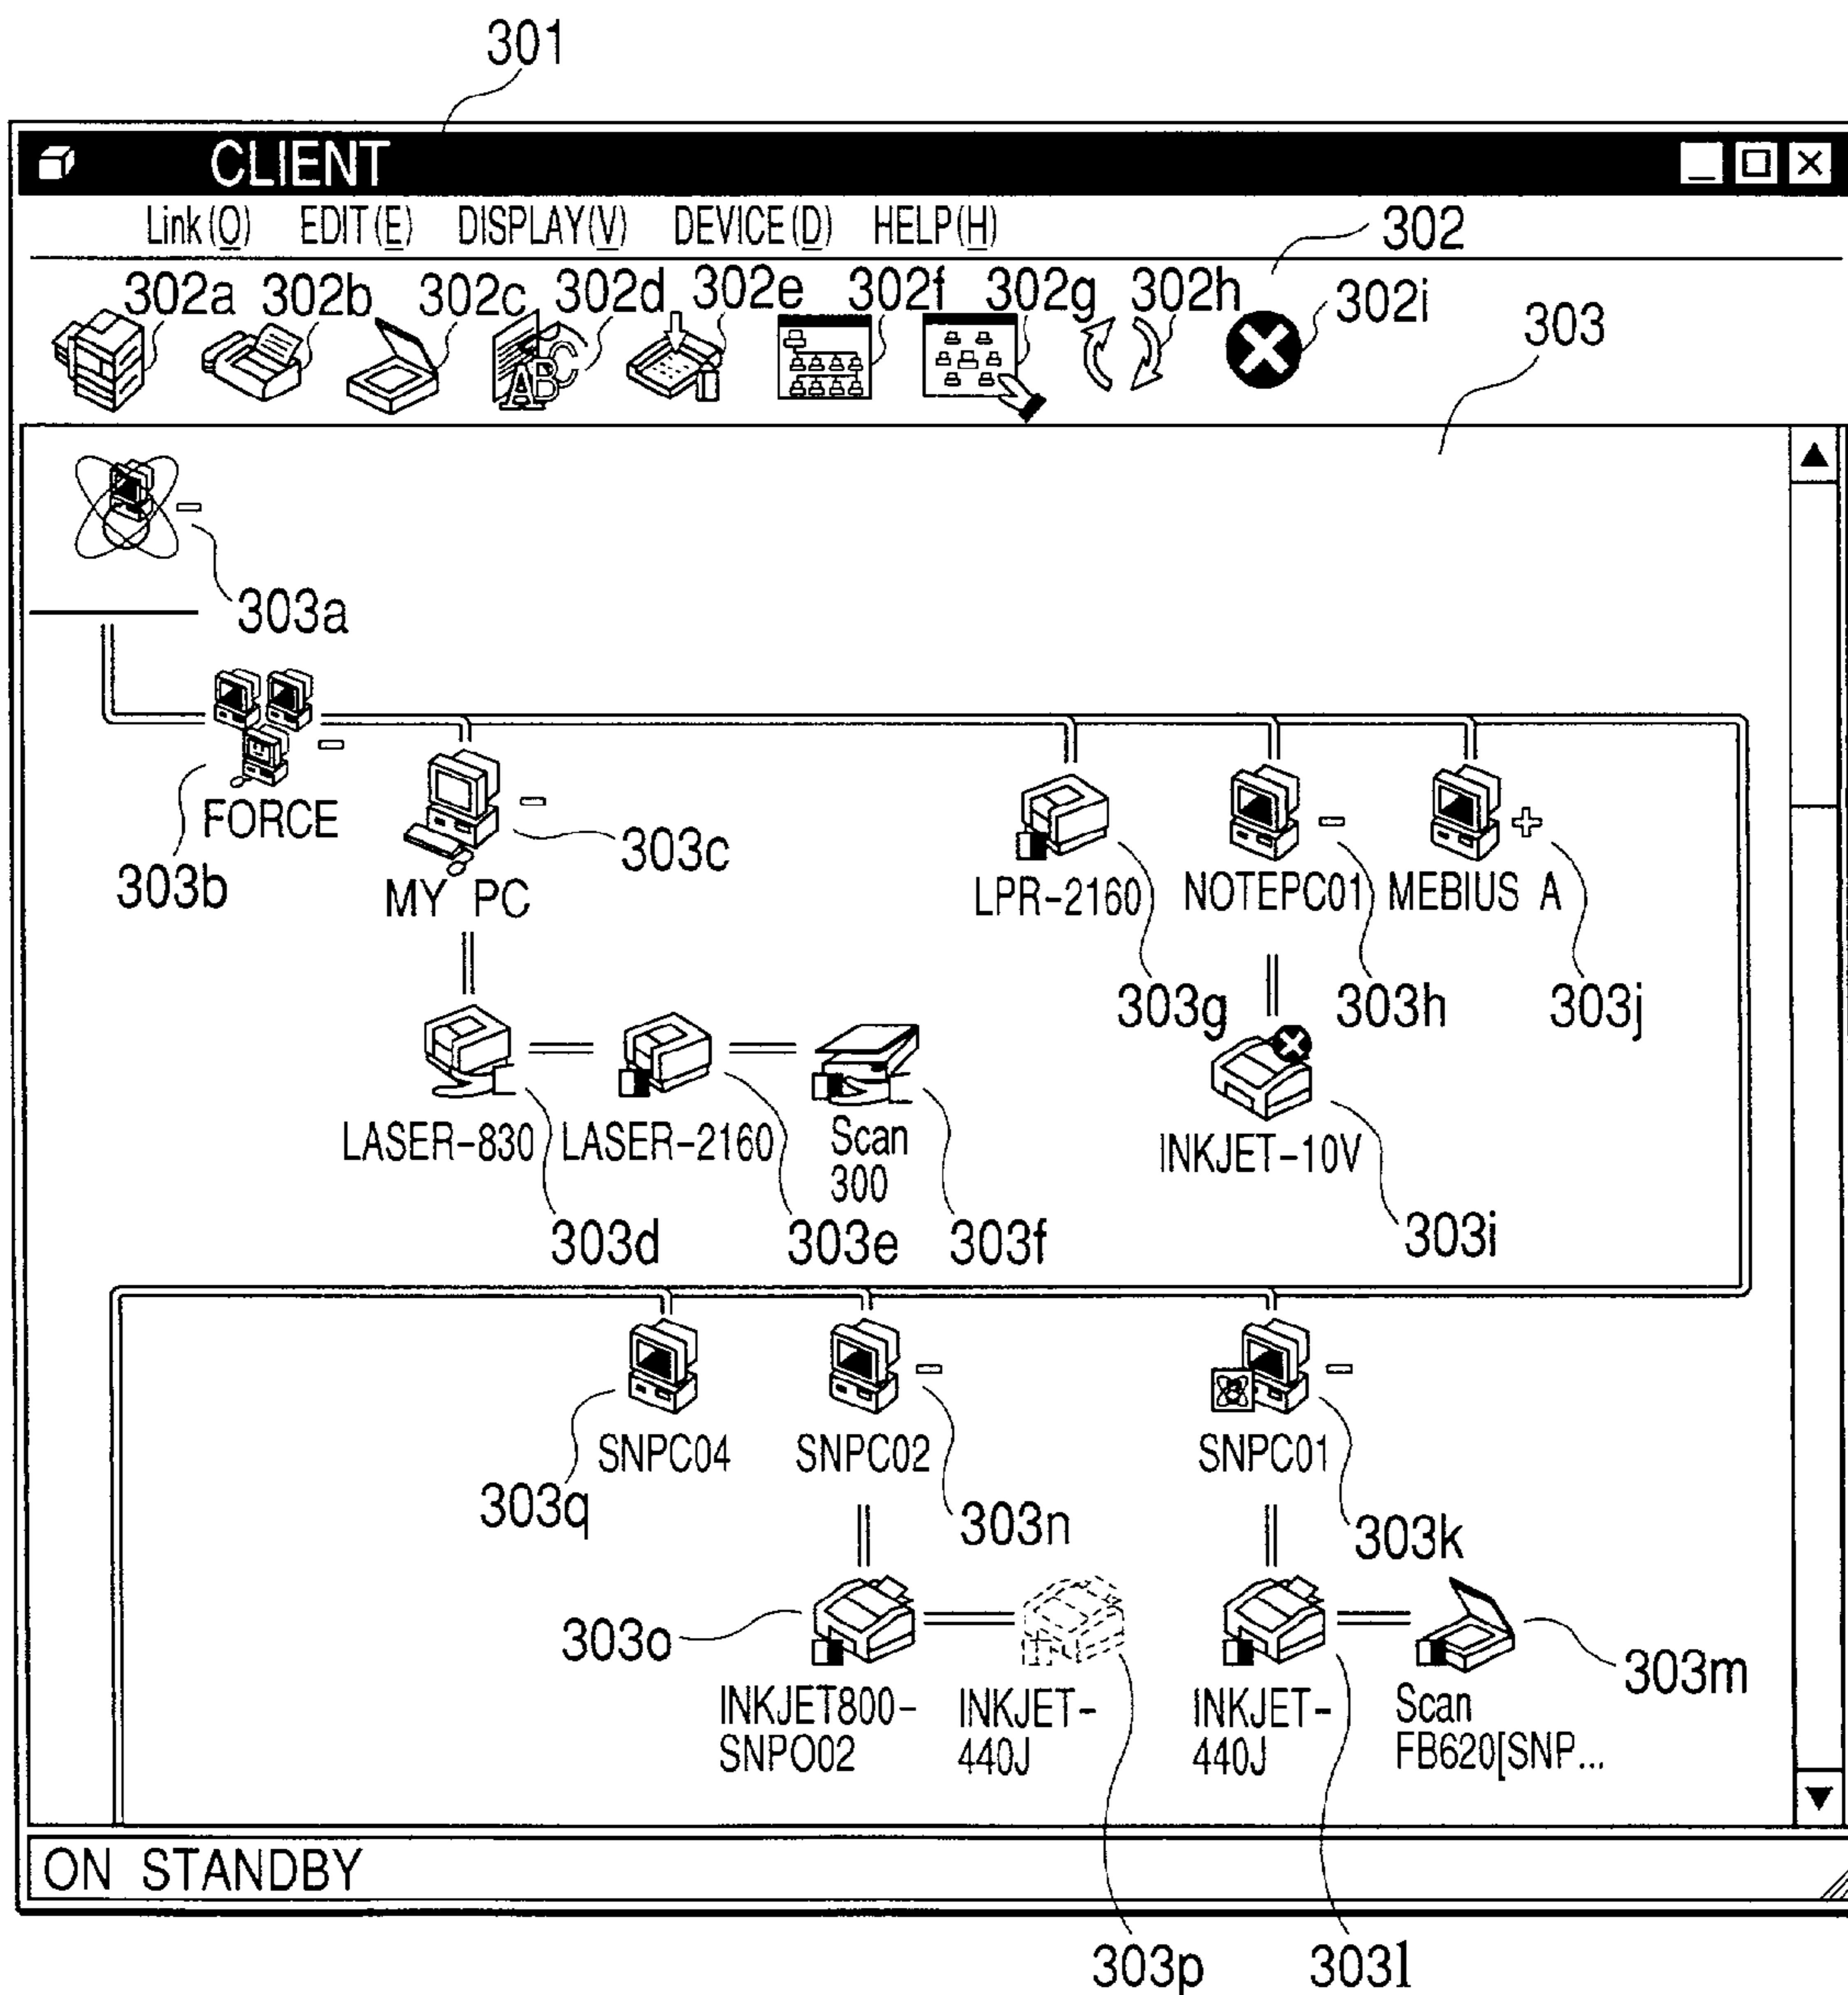 301
CLIENT
Link(O) EDIT(E) DISPLAY(V) DEVICE(D) HELP(H)
302
302a 302b 302c 302d 302e 302f 302g 302h 302i
303
303a
FORCE
303b
MY PC
303c
LPR-2160 NOTEPC01 MEBIUS A
303g 303h 303j
LASER-830 LASER-2160 Scan
300
INKJET-10V
303d 303e 303f 303i
SNPC04 SNPC02 SNPC01
303q 303n 303k
303o 303m
INKJET800-
SNPO02
INKJET-
440J
INKJET-
440J
Scan
FB620[SNP...
ON STANDBY
303p 303l